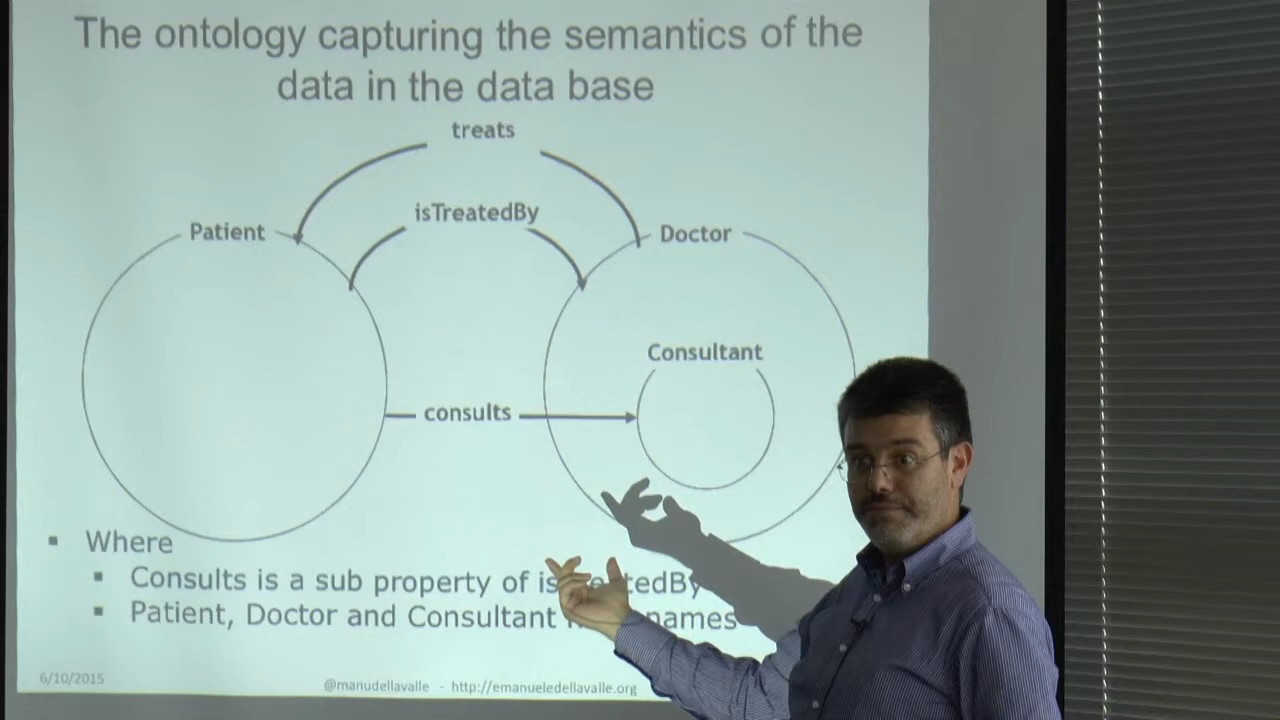 The ontology capturing the semantics of the
data in the data base
treats
isTreatedBy
Patient
Doctor
Consultant
consults
▪ Where
▪ Consults is a sub property of is edBy
▪ Patient, Doctor and Consultant names
6/10/2015
@manudellavalle - http://emanueledellavalle.org